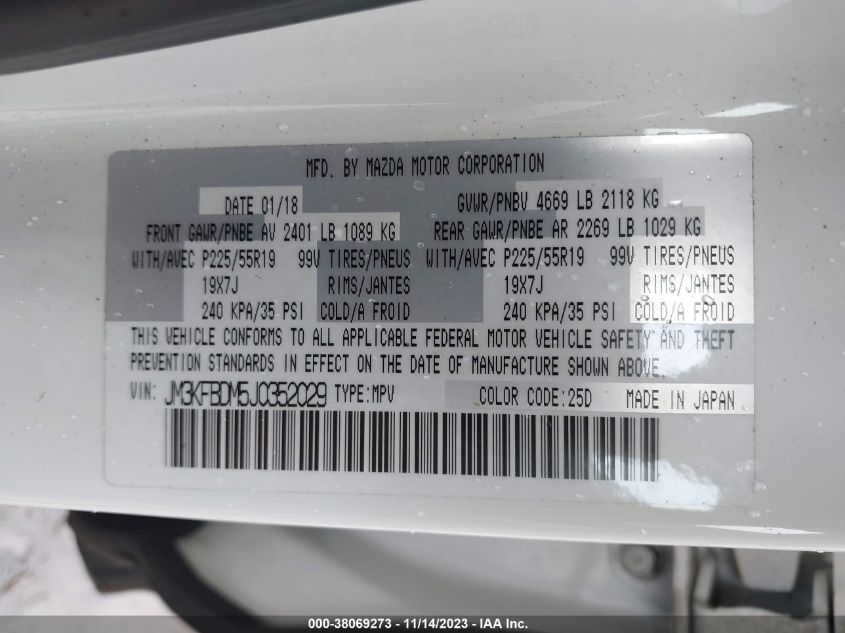 MFD. BY MAZDA MOTOR CORPORATION
DATE 01/18 GVWR/PNBV 4669 LB 2118 KG
FRONT GAWR/PNBE AV 2401 LB 1089 KG REAR GAWR/PNBE AR 2269 LB 1029 KG
WITH/AVEC P225/55R19 99V TIRES/PNEUS WITH/AVEC P225/55R19 99V TIRES/PNEUS
19X7J RIMS/JANTES 19X7J RIMS/JANTES
240 KPA/35 PSI COLD/A FROID 240 KPA/35 PSI COLD/A FROID
THIS VEHICLE CONFORMS TO ALL APPLICABLE FEDERAL MOTOR VEHICLE SAFETY AND THEFT
PREVENTION STANDARDS IN EFFECT ON THE DATE OF MANUFACTURE SHOWN ABOVE.
VIN: JM3KFBDM5J0352029 TYPE:MPV COLOR CODE:25D MADE IN JAPAN
000-38069273 - 11/14/2023 - IAA Inc.